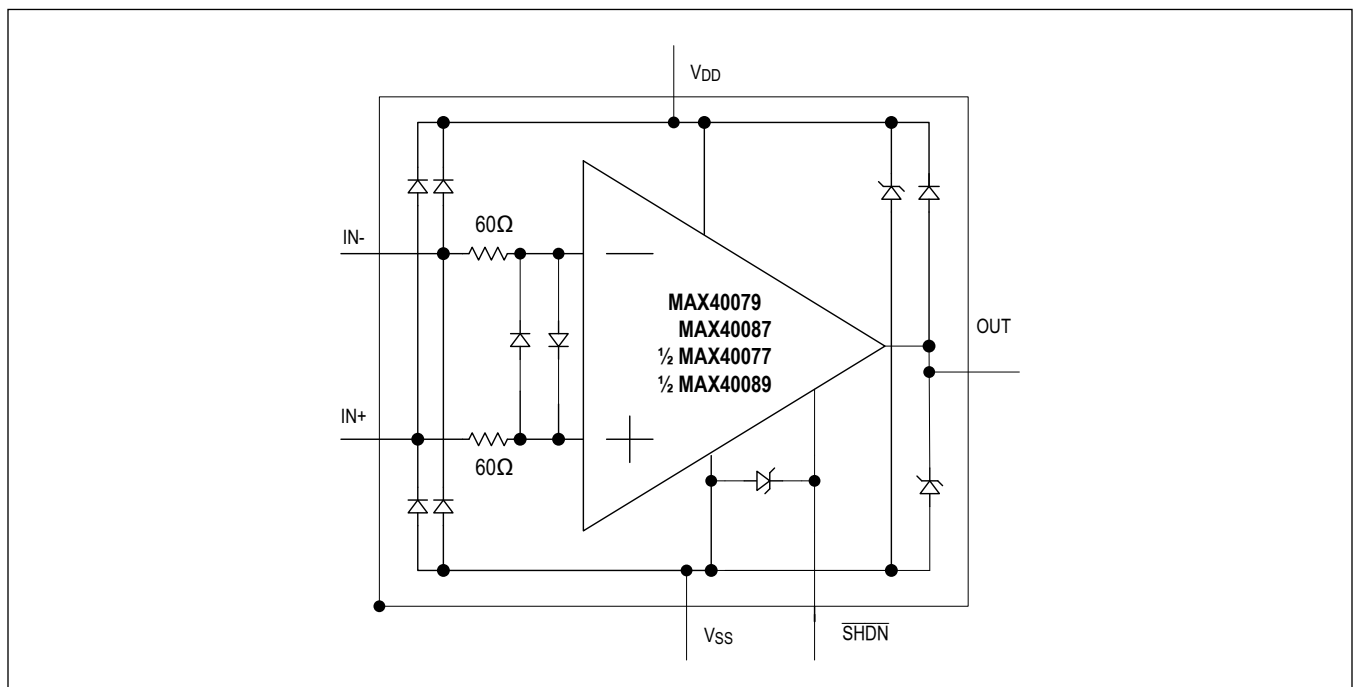 VDD
60Ω
IN-
MAX40079
MAX40087
½ MAX40077
½ MAX40089
OUT
IN+
60Ω
VSS
SHDN